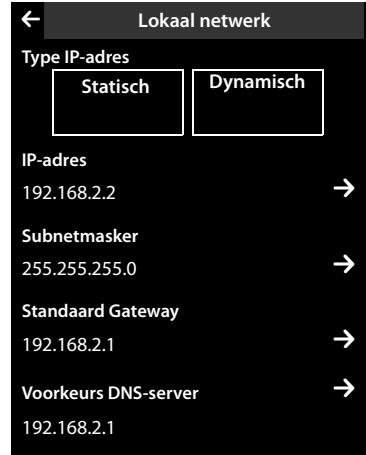 Lokaal netwerk
Type IP-adres
Statisch Dynamisch
IP-adres
192.168.2.2
Subnetmasker
255.255.255.0
Standaard Gateway
192.168.2.1
Voorkeurs DNS-server
192.168.2.1